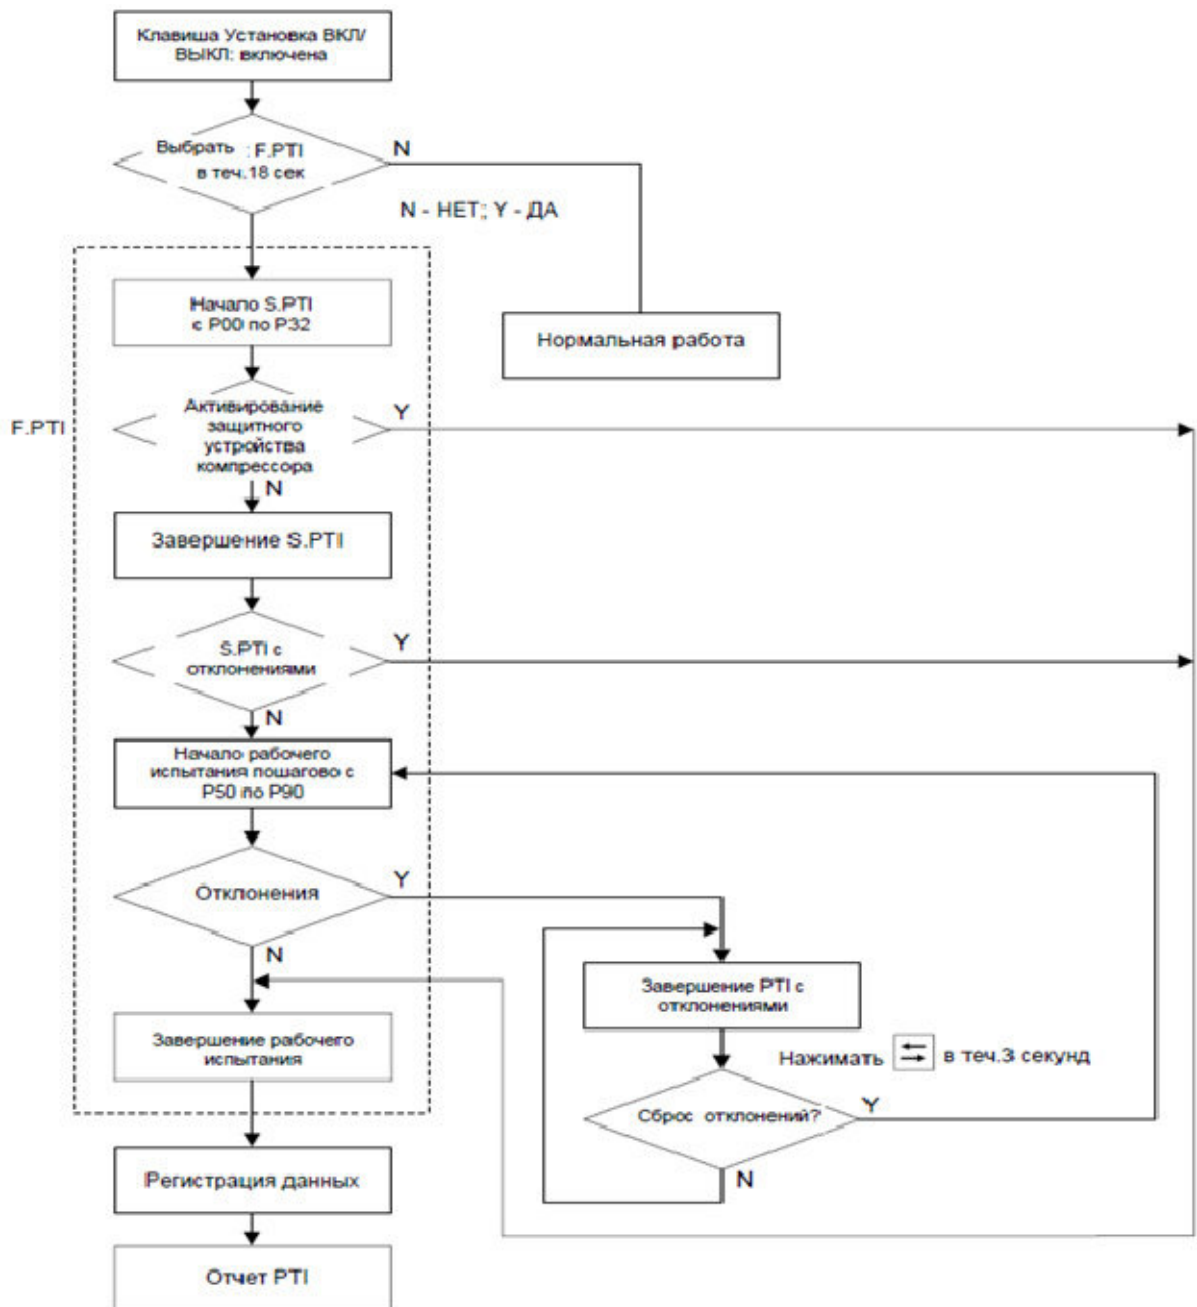 Клавиша Установка ВКЛ/
ВЫКЛ: включена
Выбрать : F.PTI
в теч.18 сек
N
N - НЕТ; Y - ДА
Начало S.PTI
с P00 по P32
Нормальная работа
F.PTI
Активирование
защитного
устройства
компрессора
Y
N
Завершение S.PTI
S.PTI с
отклонениями
Y
N
Начало рабочего
испытания пошагово с
P50 по P90
Отклонения
Y
N
Завершение PTI с
отклонениями
Завершение рабочего
испытания
Нажимать в теч.3 секунд
Сброс отклонений?
Y
N
Регистрация данных
Отчет PTI